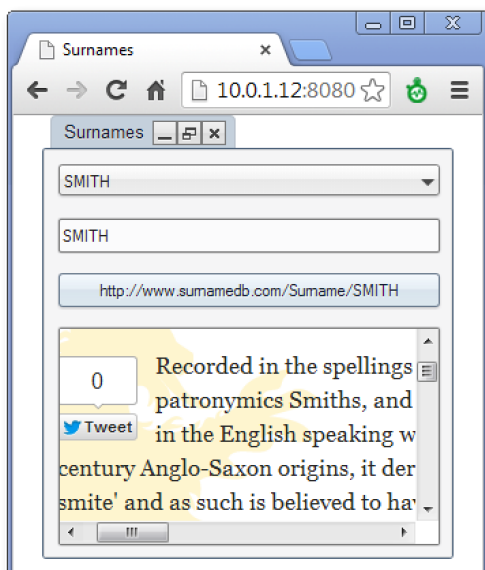 Surnames
10.0.1.12:8080
Surnames
SMITH
SMITH
http://www.surnamedb.com/Surname/SMITH
0
Tweet
Recorded in the spellings
patronymics Smiths, and
in the English speaking w
century Anglo-Saxon origins, it der
smite' and as such is believed to hav